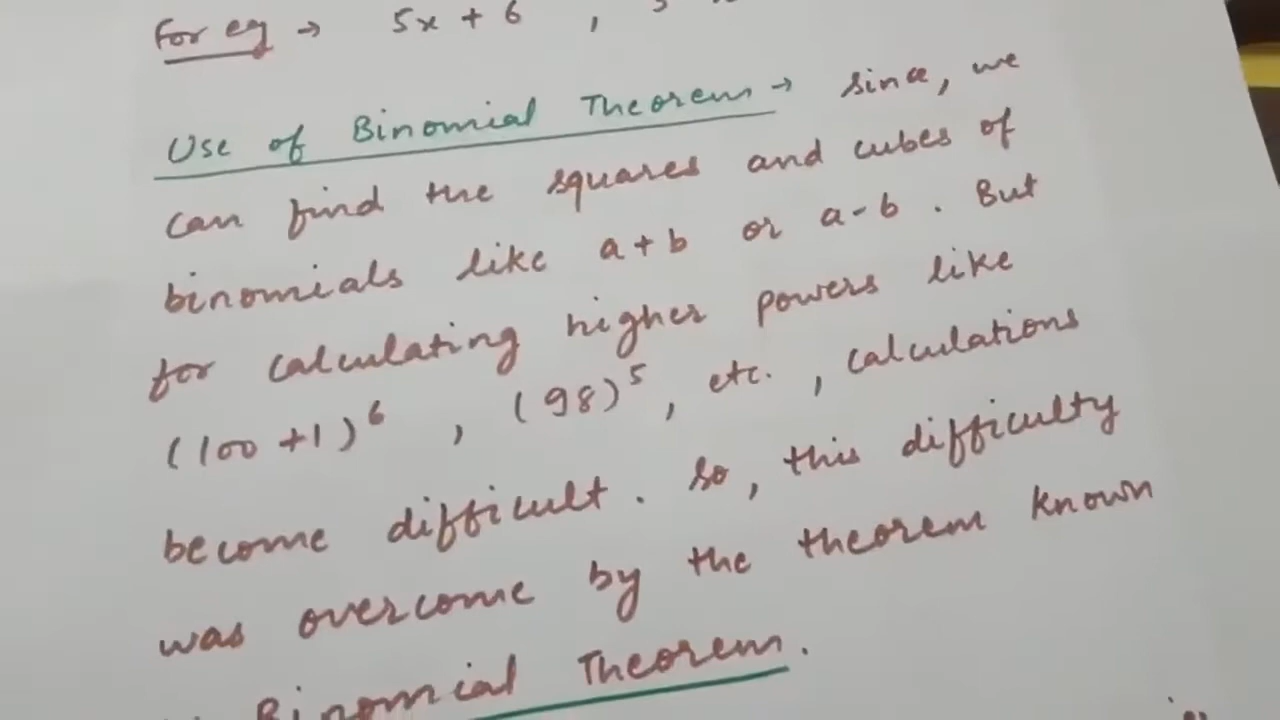 For eg → 5x + 6 ,
Use of Binomial Theorem → since, we
can find the squares and cubes of
binomials like a+b or a-b . But
for calculating higher powers like
(100 +1)⁶ , (98)⁵, etc. , calculations
become difficult . so, this difficulty
was overcome by the theorem known
Binomial Theorem.